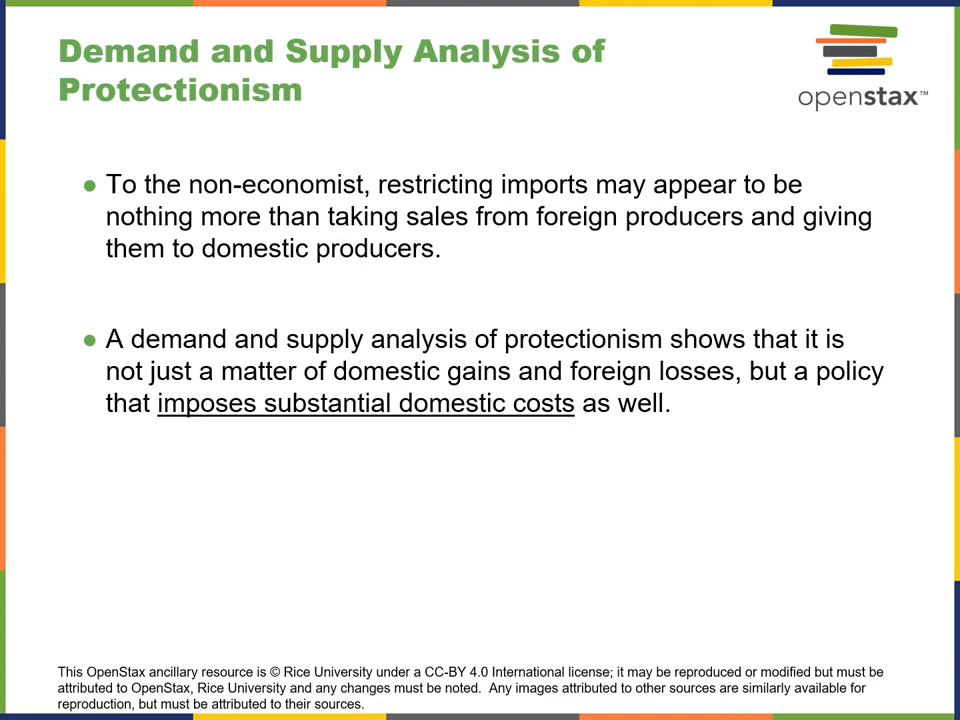 Demand and Supply Analysis of
Protectionism
openstax™
● To the non-economist, restricting imports may appear to be
nothing more than taking sales from foreign producers and giving
them to domestic producers.
● A demand and supply analysis of protectionism shows that it is
not just a matter of domestic gains and foreign losses, but a policy
that imposes substantial domestic costs as well.
This OpenStax ancillary resource is © Rice University under a CC-BY 4.0 International license; it may be reproduced or modified but must be
attributed to OpenStax, Rice University and any changes must be noted.  Any images attributed to other sources are similarly available for
reproduction, but must be attributed to their sources.